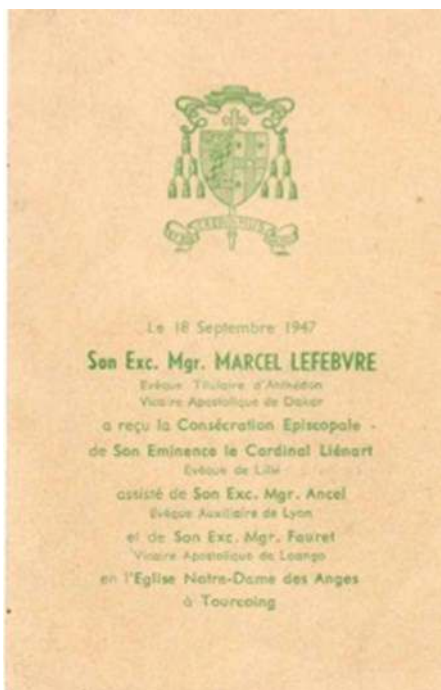 CREDIDIMUS
Le 18 Septembre 1947
Son Exc. Mgr. MARCEL LEFEBVRE
Evêque Titulaire d'Anthédon
Vicaire Apostolique de Dakar
a reçu la Consécration Episcopale
de Son Eminence le Cardinal Liénart
Evêque de Lille
assisté de Son Exc. Mgr. Ancel
Evêque Auxiliaire de Lyon
et de Son Exc. Mgr. Fauret
Vicaire Apostolique de Loango
en l'Eglise Notre-Dame des Anges
à Tourcoing